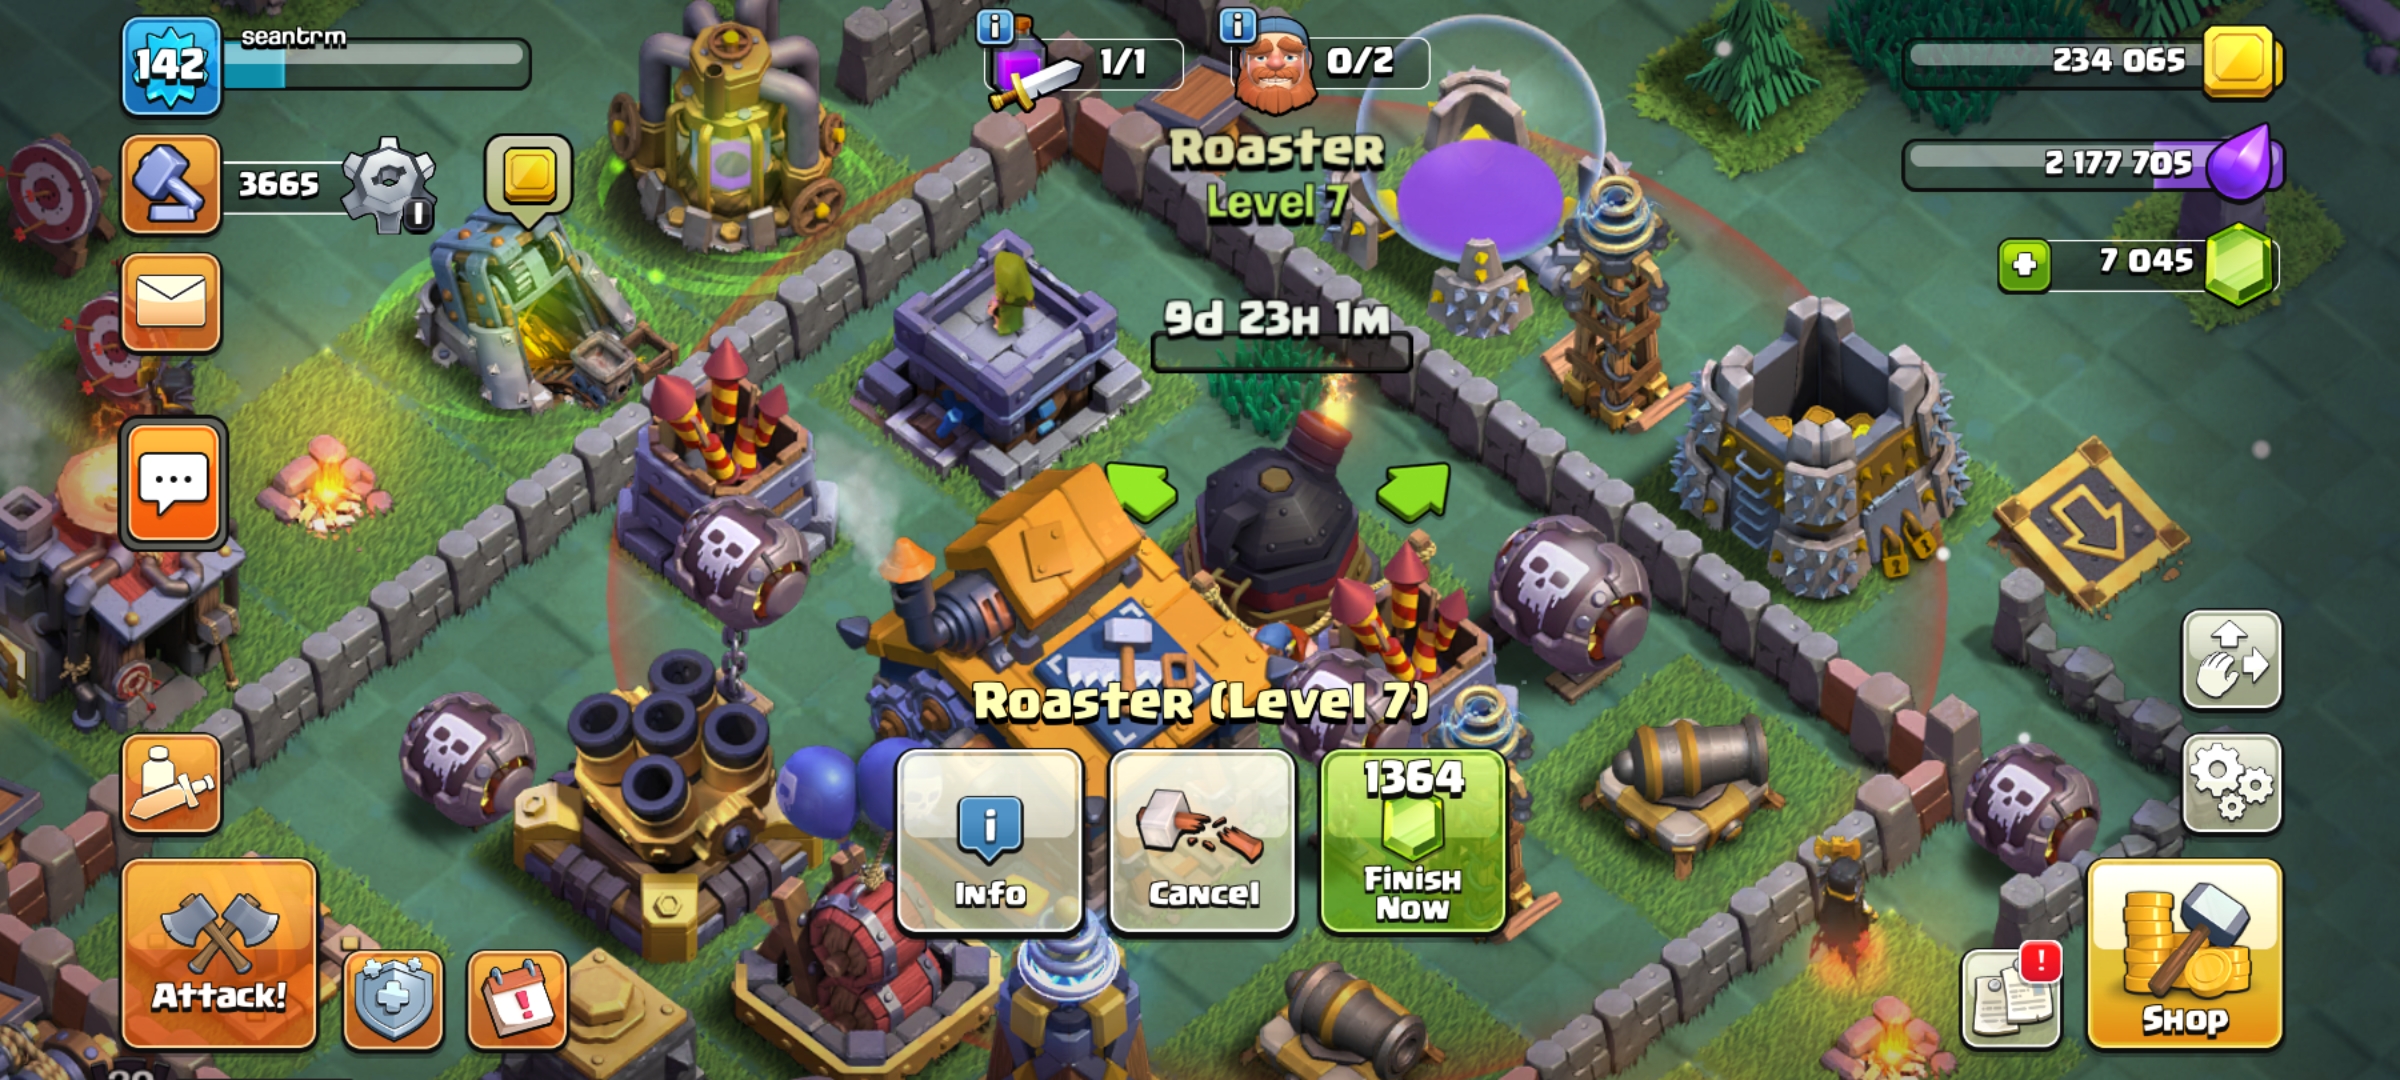 142
seantrm
1/1
0/2
234 065
3665
2 177 705
7 045
Roaster
Level 7
9d 23H 1M
Roaster (Level 7)
1364
Info
Cancel
Finish
Now
Attack!
Shop